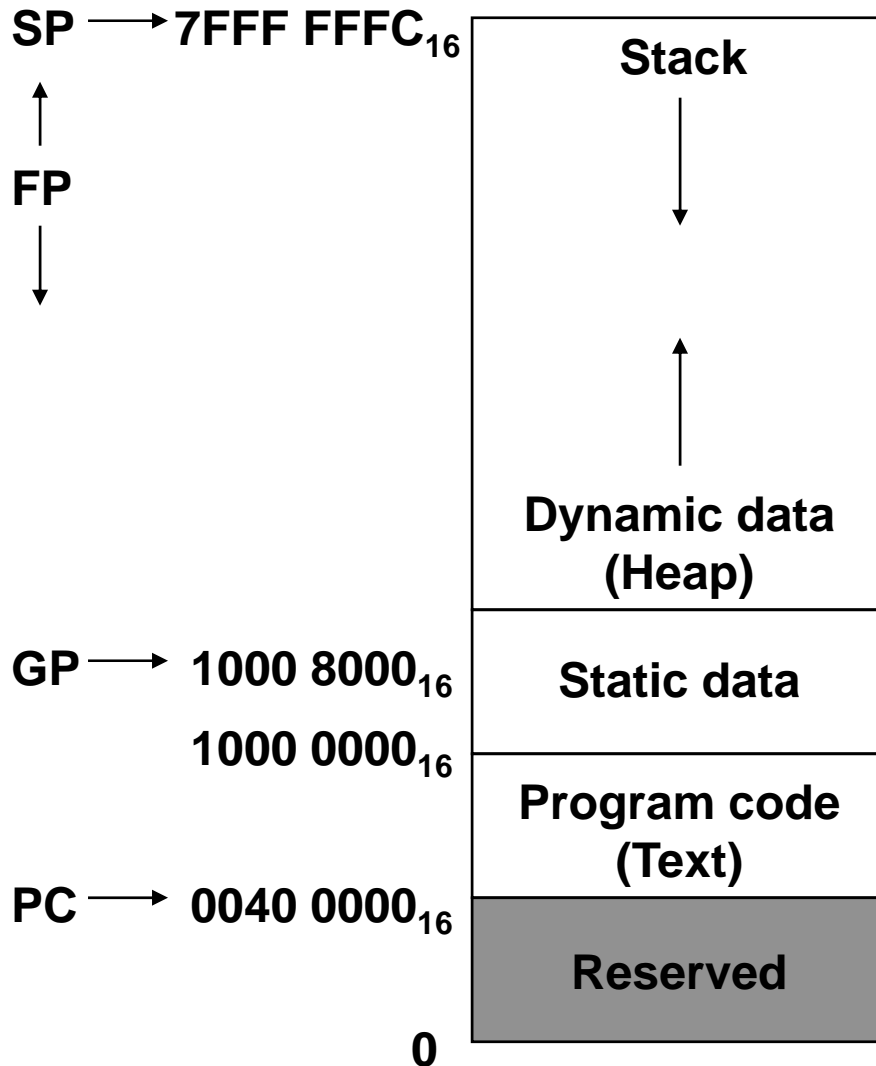 SP 7FFF FFFC16
Stack
FP
Dynamic data
(Heap)
GP 1000 800016
Static data
1000 000016
Program code
(Text)
PC 0040 000016
Reserved
0